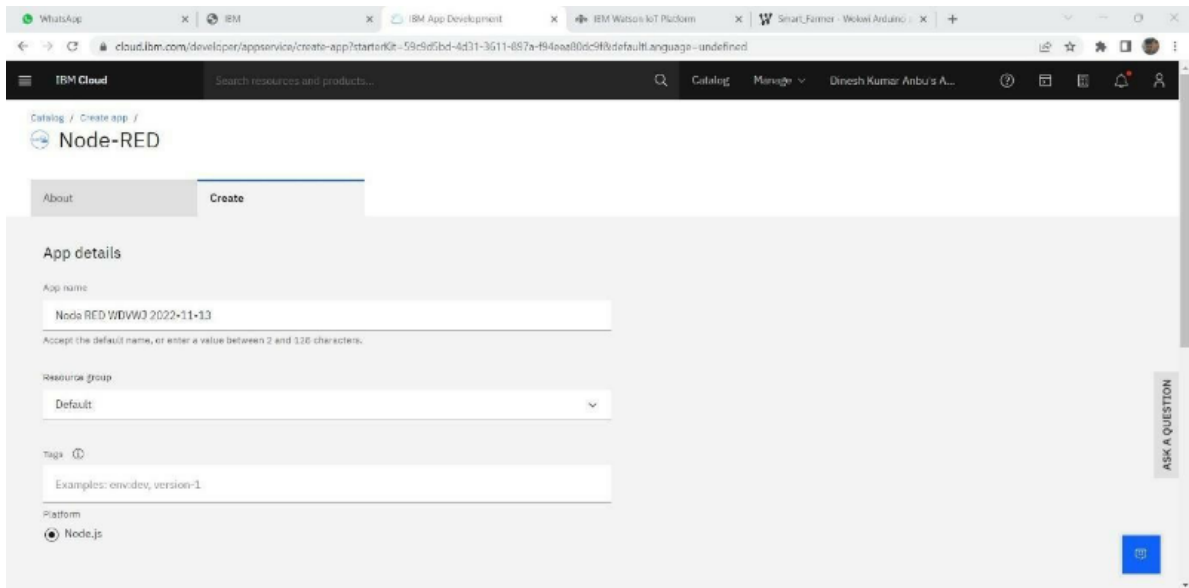 WhatsApp
IBM
IBM App Development
IBM Watson IoT Platform
Smart_Farmer - Wokwi Arduino
cloud.ibm.com/developer/appservice/create-app?starterKit=59c9d5bd-4d31-3611-897a-f94eea80dc9f&defaultLanguage=undefined
IBM Cloud
Search resources and products...
Catalog
Manage
Dinesh Kumar Anbu's A...
Catalog / Create app /
Node-RED
About
Create
App details
App name
Node RED WDVWJ 2022-11-13
Accept the default name, or enter a value between 2 and 128 characters.
Resource group
Default
Tags
Examples: env:dev, version-1
Platform
Node.js
ASK A QUESTION